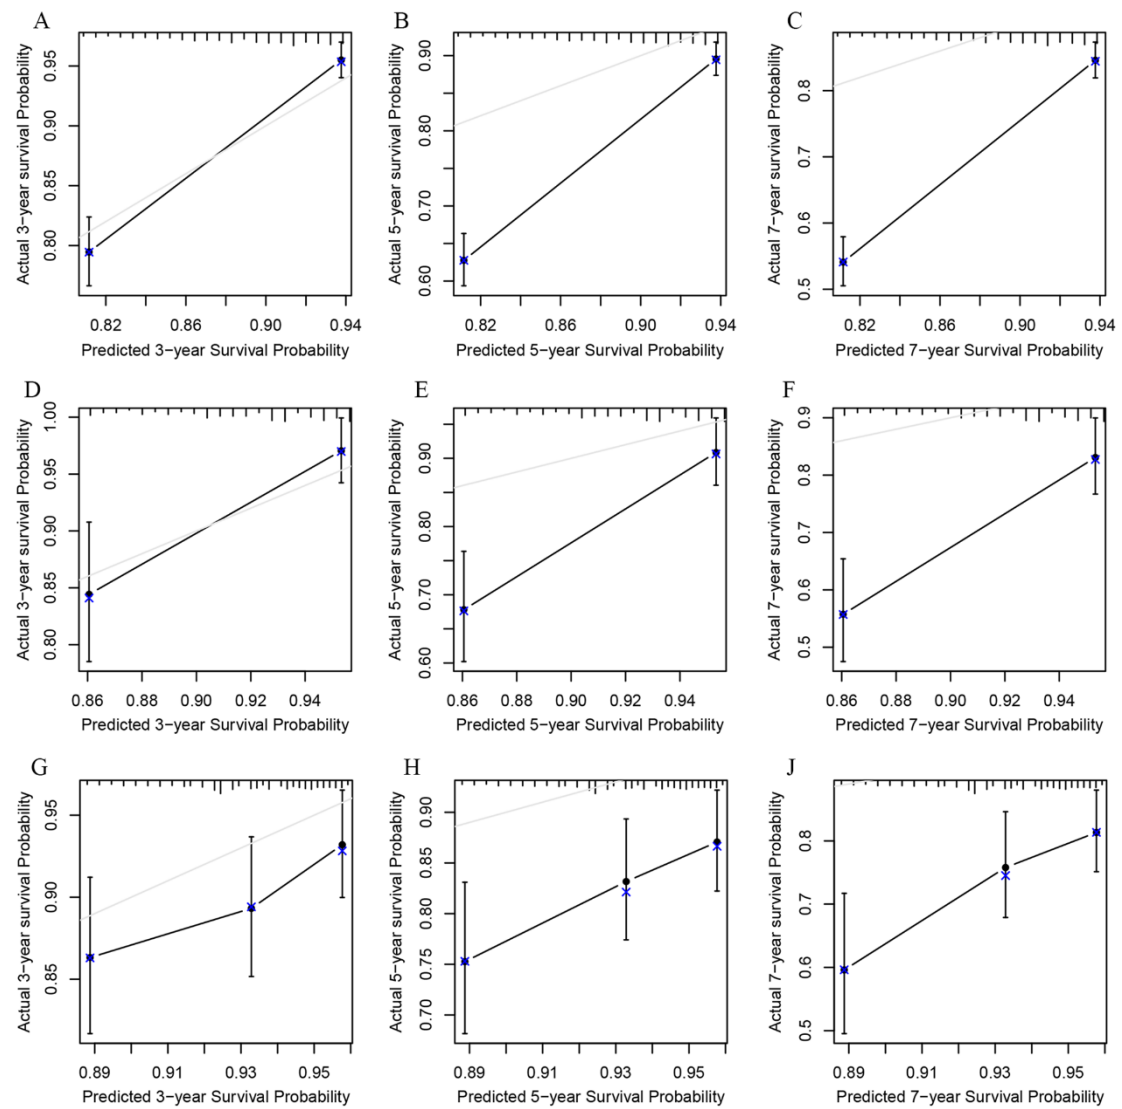 A
B
C
Actual 3−year survival Probability
0.80 0.85 0.90 0.95
0.82 0.86 0.90 0.94
Predicted 3−year Survival Probability
Actual 5−year survival Probability
0.60 0.70 0.80 0.90
0.82 0.86 0.90 0.94
Predicted 5−year Survival Probability
Actual 7−year survival Probability
0.5 0.6 0.7 0.8
0.82 0.86 0.90 0.94
Predicted 7−year Survival Probability
D
E
F
Actual 3−year survival Probability
0.80 0.85 0.90 0.95 1.00
0.86 0.88 0.90 0.92 0.94
Predicted 3−year Survival Probability
Actual 5−year survival Probability
0.60 0.70 0.80 0.90
0.86 0.88 0.90 0.92 0.94
Predicted 5−year Survival Probability
Actual 7−year survival Probability
0.5 0.6 0.7 0.8 0.9
0.86 0.88 0.90 0.92 0.94
Predicted 7−year Survival Probability
G
H
J
Actual 3−year survival Probability
0.85 0.90 0.95
0.89 0.91 0.93 0.95
Predicted 3−year Survival Probability
Actual 5−year survival Probability
0.70 0.75 0.80 0.85 0.90
0.89 0.91 0.93 0.95
Predicted 5−year Survival Probability
Actual 7−year survival Probability
0.5 0.6 0.7 0.8
0.89 0.91 0.93 0.95
Predicted 7−year Survival Probability